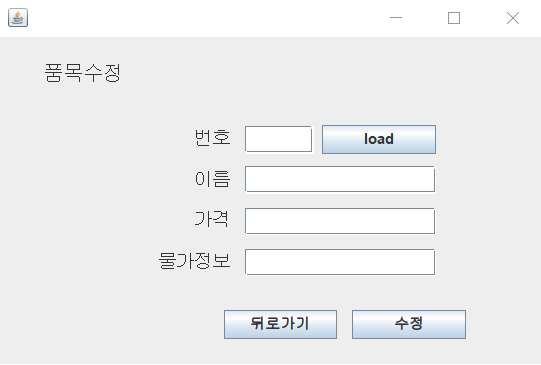 품목수정
번호 load
이름
가격
물가정보
뒤로가기 수정